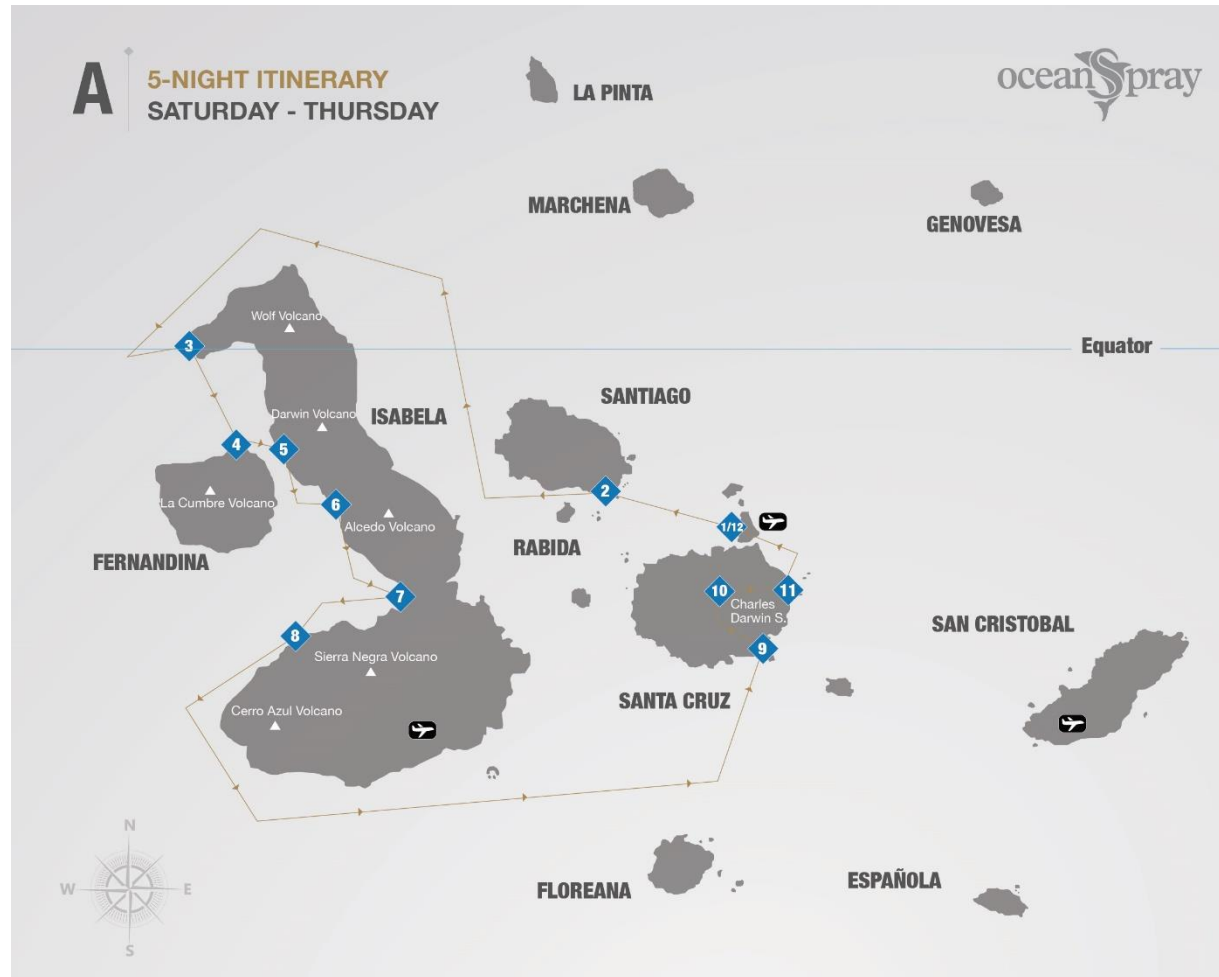 A
5-NIGHT ITINERARY
SATURDAY - THURSDAY
oceanSpray
LA PINTA
MARCHENA
GENOVESA
Wolf Volcano
3
Equator
SANTIAGO
Darwin Volcano
ISABELA
4
5
La Cumbre Volcano
6
2
Alcedo Volcano
1/12
FERNANDINA
RABIDA
7
10
11
Charles
Darwin S.
8
SAN CRISTOBAL
9
Sierra Negra Volcano
SANTA CRUZ
Cerro Azul Volcano
N
W
E
S
FLOREANA
ESPAÑOLA